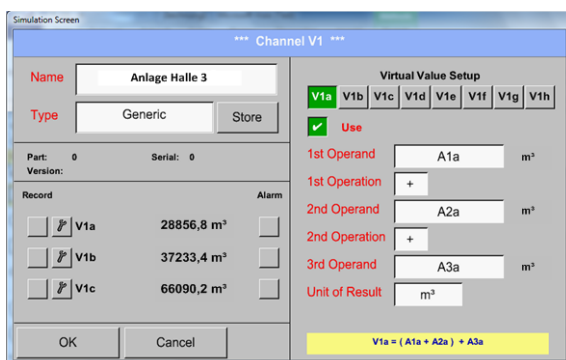 Simulation Screen
*** Channel V1 ***
Name
Anlage Halle 3
Type
Generic
Store
Part: 0 Serial: 0
Version:
Record Alarm
V1a 28856,8 m³
V1b 37233,4 m³
V1c 66090,2 m³
OK Cancel
Virtual Value Setup
V1a V1b V1c V1d V1e V1f V1g V1h
✔ Use
1st Operand A1a m³
1st Operation +
2nd Operand A2a m³
2nd Operation +
3rd Operand A3a m³
Unit of Result m³
V1a = ( A1a + A2a ) + A3a